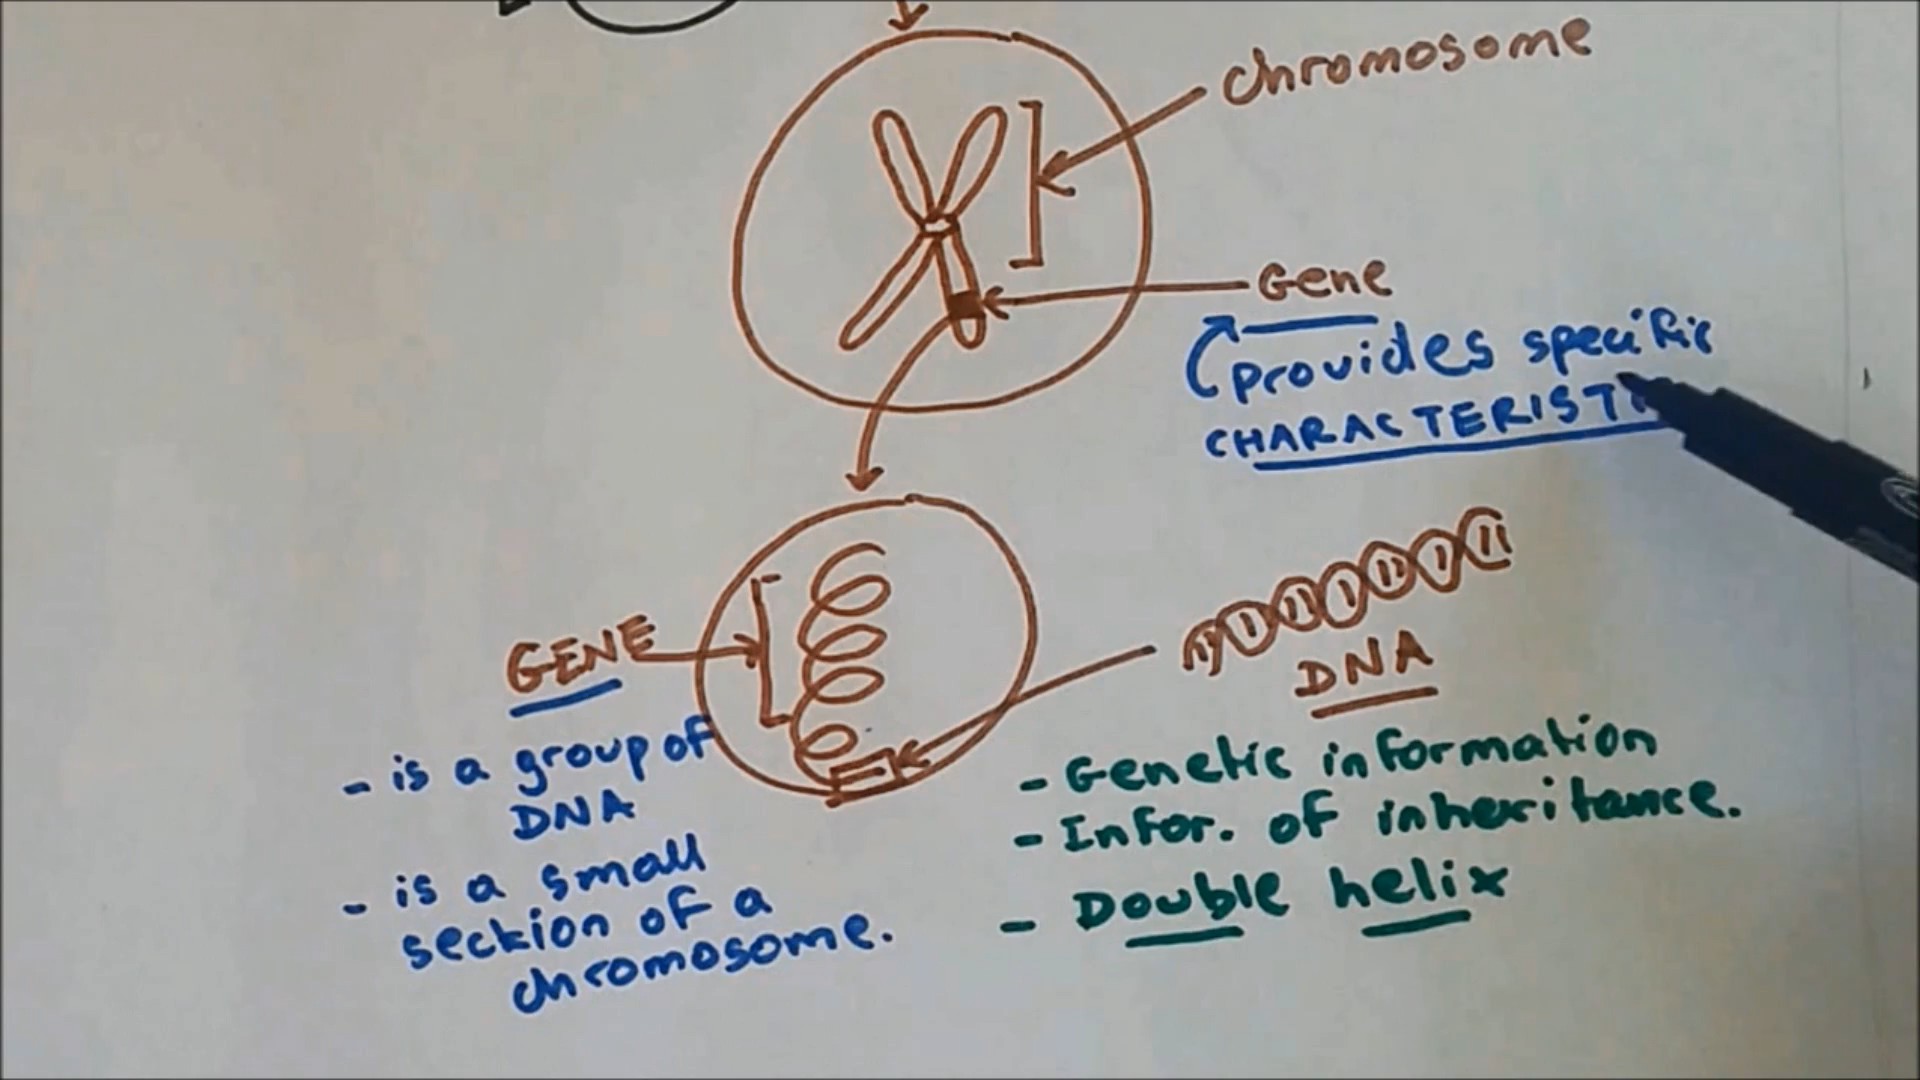 chromosome
Gene
provides specific
CHARACTERIST
GENE
- is a group of
DNA
- is a small
section of a
chromosome.
DNA
- Genetic information
- Infor. of inheritance.
- Double helix